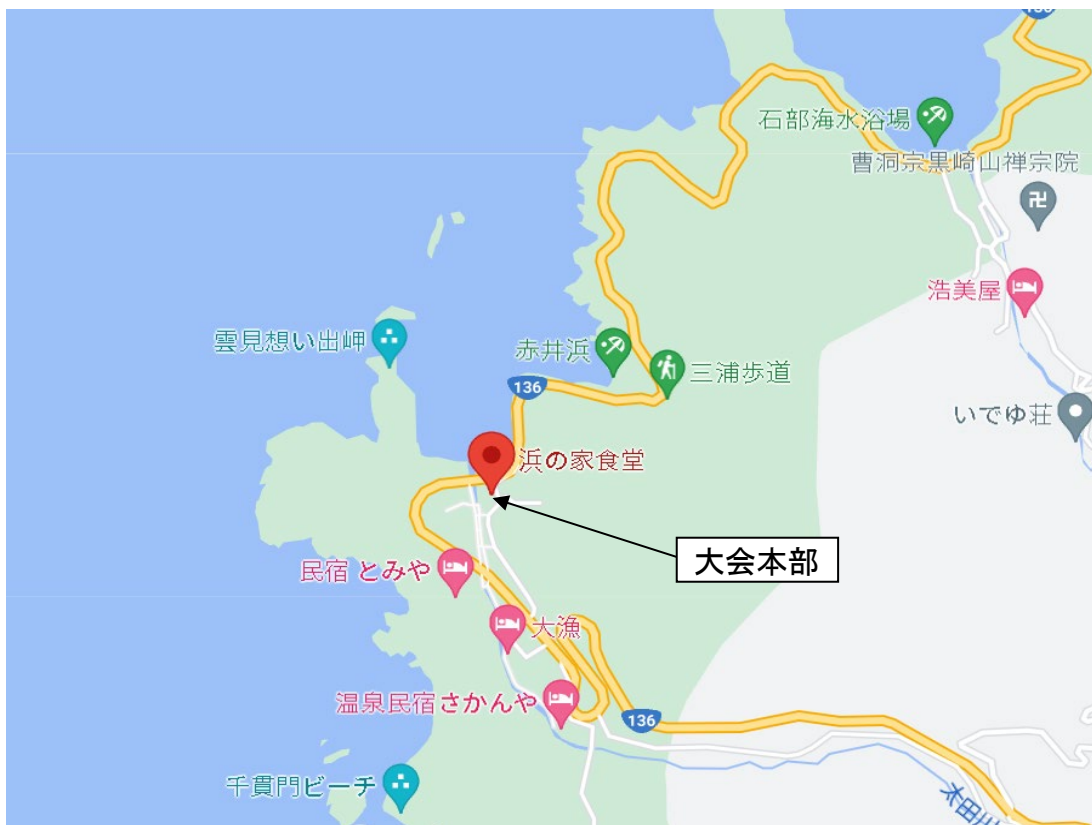 石部海水浴場
曹洞宗黒崎山禅宗院
浩美屋
雲見想い出岬
赤井浜
三浦歩道
136
いでゆ荘
浜の家食堂
大会本部
民宿 とみや
大漁
温泉民宿さかんや
136
千貫門ビーチ
太田川